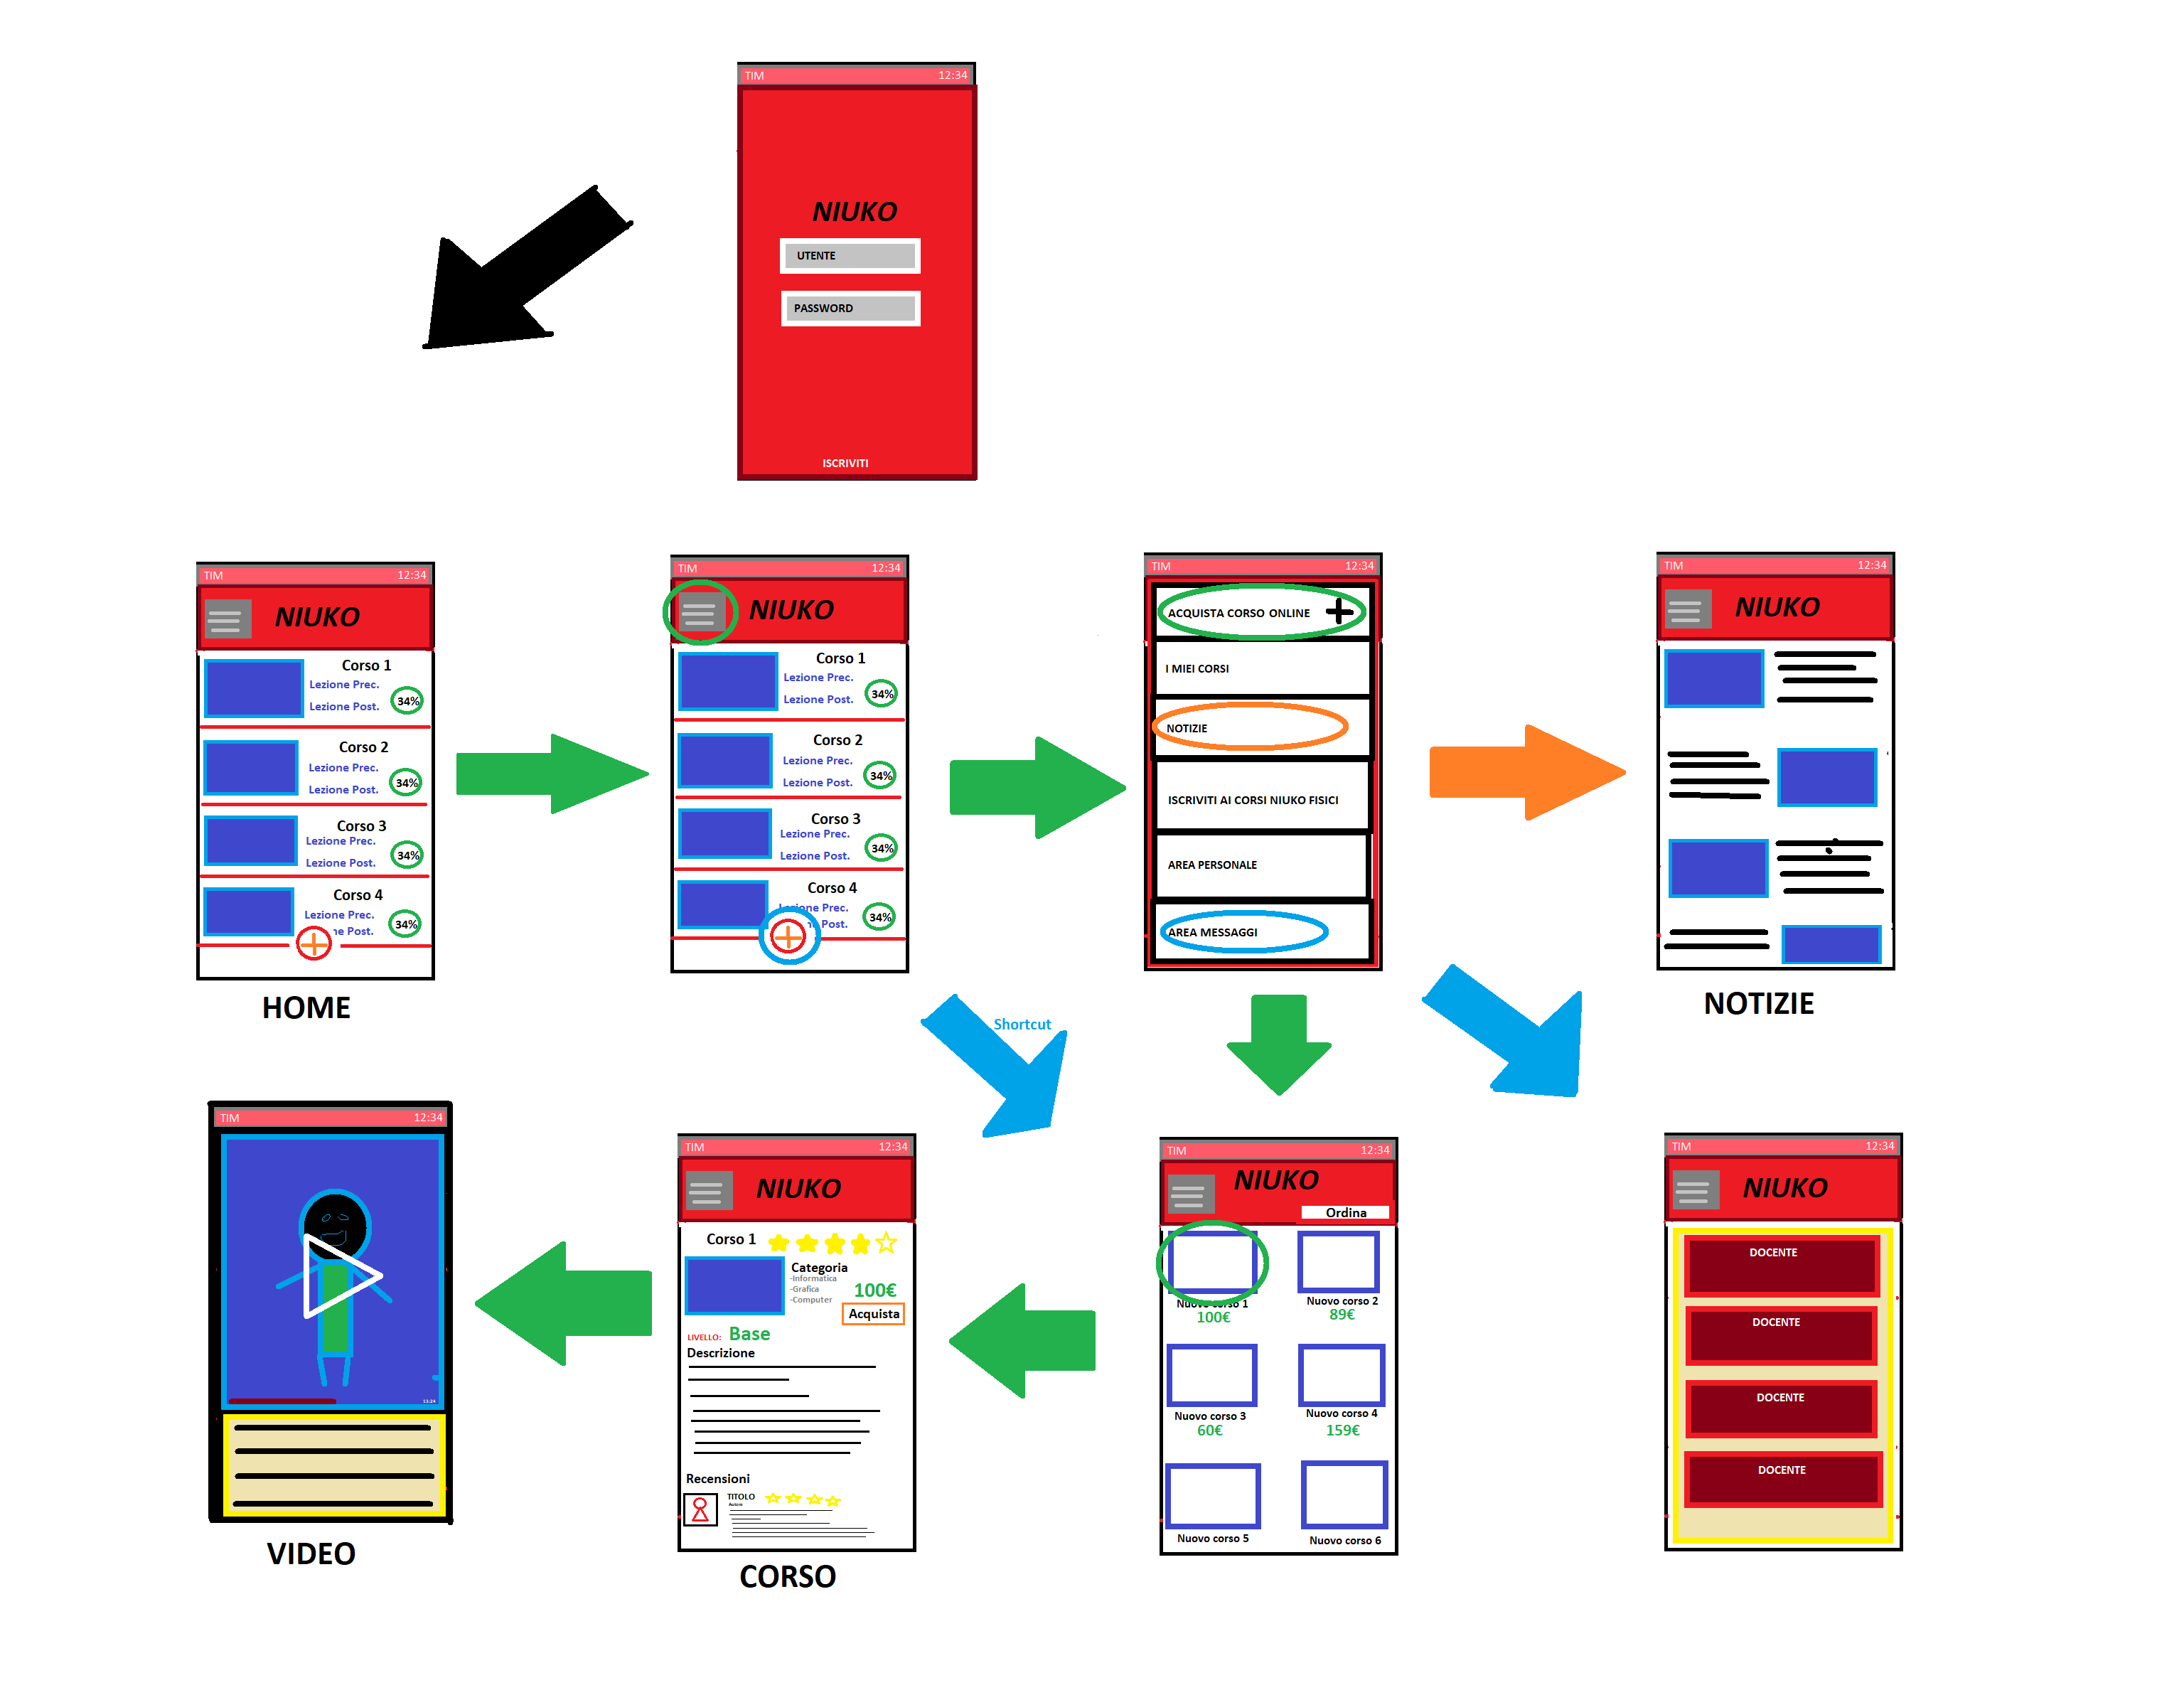 TIM 12:34
NIUKO
UTENTE
PASSWORD
ISCRIVITI
TIM 12:34
NIUKO
Corso 1
Lezione Prec.
34%
Lezione Post.
Corso 2
Lezione Prec.
34%
Lezione Post.
Corso 3
Lezione Prec.
34%
Lezione Post.
Corso 4
Lezione Prec.
34%
ne Post.
HOME
TIM 12:34
NIUKO
Corso 1
Lezione Prec.
34%
Lezione Post.
Corso 2
Lezione Prec.
34%
Lezione Post.
Corso 3
Lezione Prec.
34%
Lezione Post.
Corso 4
Prec.
34%
Post.
TIM 12:34
ACQUISTA CORSO ONLINE
I MIEI CORSI
NOTIZIE
ISCRIVITI AI CORSI NIUKO FISICI
AREA PERSONALE
AREA MESSAGGI
TIM 12:34
NIUKO
NOTIZIE
Shortcut
TIM 12:34
12:24
VIDEO
TIM 12:34
NIUKO
Corso 1
Categoria
-Informatica
-Grafica
-Computer
100€
Acquista
LIVELLO: Base
Descrizione
Recensioni
TITOLO
Autore
CORSO
TIM 12:34
NIUKO
Ordina
Nuovo corso 1
100€
Nuovo corso 2
89€
Nuovo corso 3
60€
Nuovo corso 4
159€
Nuovo corso 5
Nuovo corso 6
TIM 12:34
NIUKO
DOCENTE
DOCENTE
DOCENTE
DOCENTE